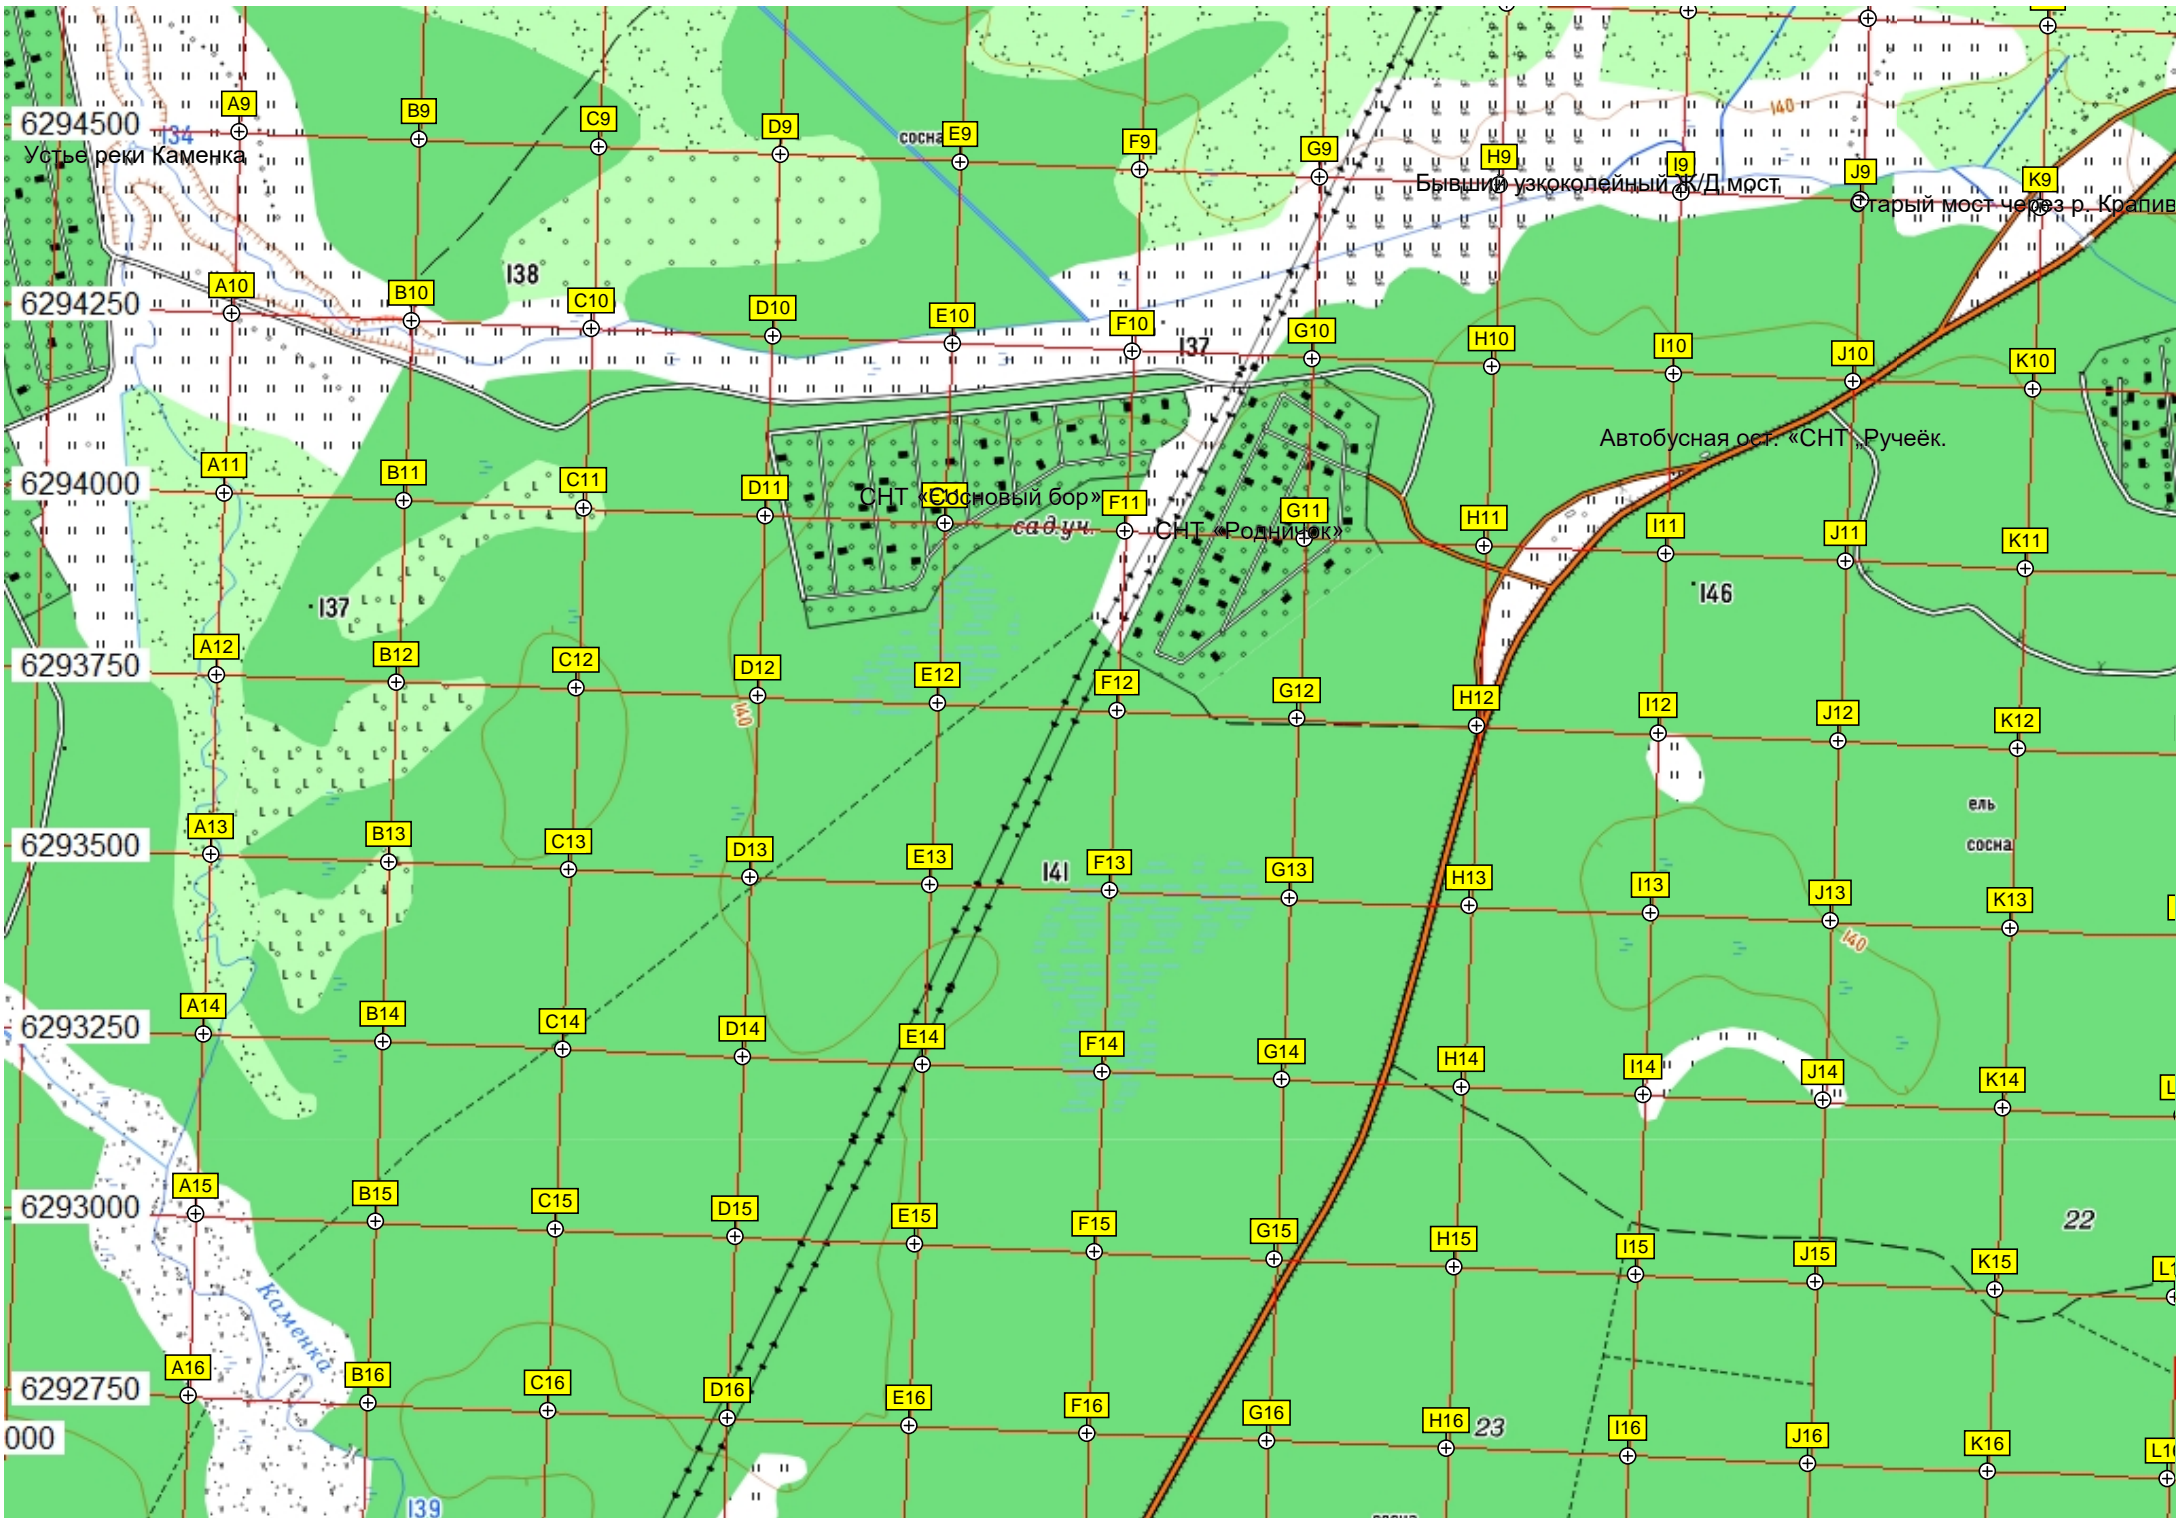 6294500 A9 B9 C9 D9 сосна E9 F9 G9 H9 I9 J9 K9 140
134
Устье реки Каменка
Бывший узкоколейный Ж/Д мост
Старый мост через р. Крапив
138
6294250 A10 B10 C10 D10 E10 F10 G10 H10 I10 J10 K10
137
Автобусная ост. «СНТ „Ручеёк.
6294000 A11 B11 C11 D11 E11 F11 G11 H11 I11 J11 K11
СНТ «Сосновый бор»
сад.уч.
СНТ «Родничок»
137
146
6293750 A12 B12 C12 D12 E12 F12 G12 H12 I12 J12 K12
140
ель
сосна
6293500 A13 B13 C13 D13 E13 F13 G13 H13 I13 J13 K13
141
140
6293250 A14 B14 C14 D14 E14 F14 G14 H14 I14 J14 K14
6293000 A15 B15 C15 D15 E15 F15 G15 H15 I15 J15 K15
22
Каменка
6292750 A16 B16 C16 D16 E16 F16 G16 H16 I16 J16 K16
23
000
139